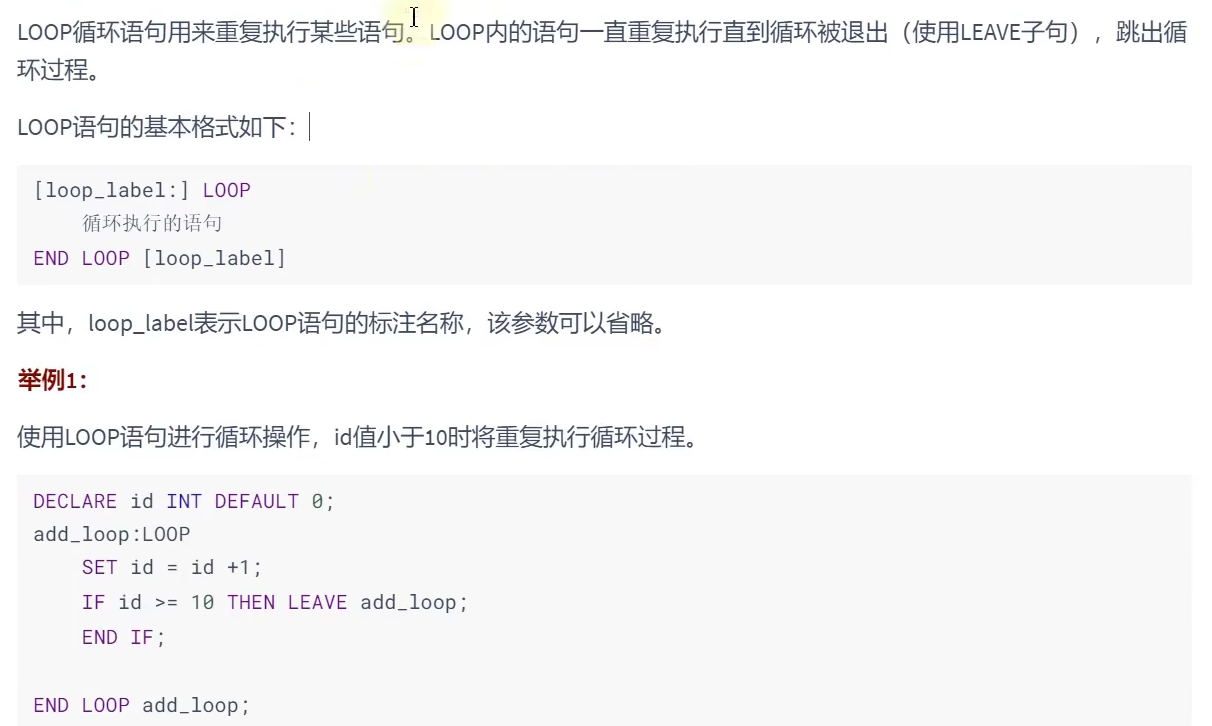 LOOP循环语句用来重复执行某些语句。LOOP内的语句一直重复执行直到循环被退出（使用LEAVE子句），跳出循
环过程。
LOOP语句的基本格式如下：
[loop_label:] LOOP
循环执行的语句
END LOOP [loop_label]
其中，loop_label表示LOOP语句的标注名称，该参数可以省略。
举例1：
使用LOOP语句进行循环操作，id值小于10时将重复执行循环过程。
DECLARE id INT DEFAULT 0;
add_loop:LOOP
SET id = id +1;
IF id >= 10 THEN LEAVE add_loop;
END IF;
END LOOP add_loop;